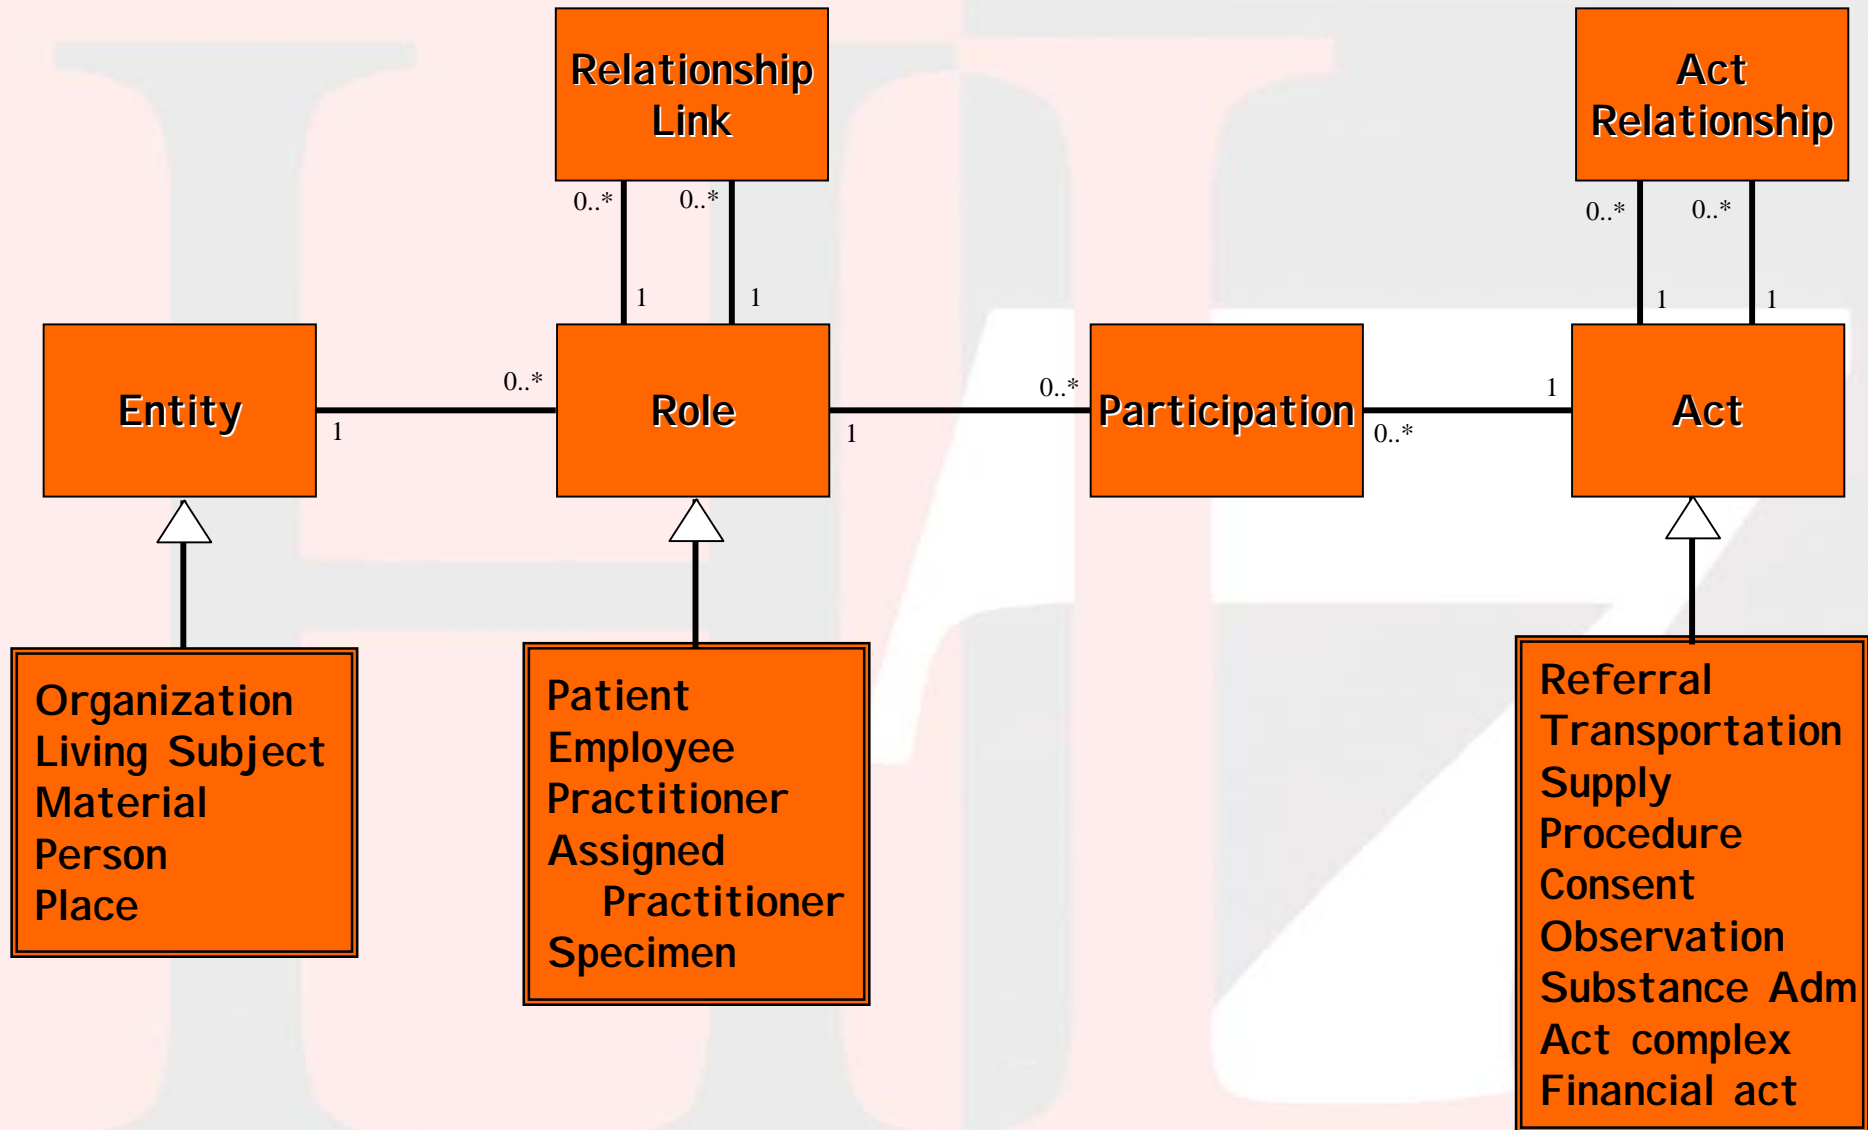 Relationship
Link
Act
Relationship
0..*
0..*
0..*
0..*
1
1
1
1
Entity
1
0..*
Role
1
0..*
Participation
0..*
1
Act
Organization
Living Subject
Material
Person
Place
Patient
Employee
Practitioner
Assigned
Practitioner
Specimen
Referral
Transportation
Supply
Procedure
Consent
Observation
Substance Adm
Act complex
Financial act